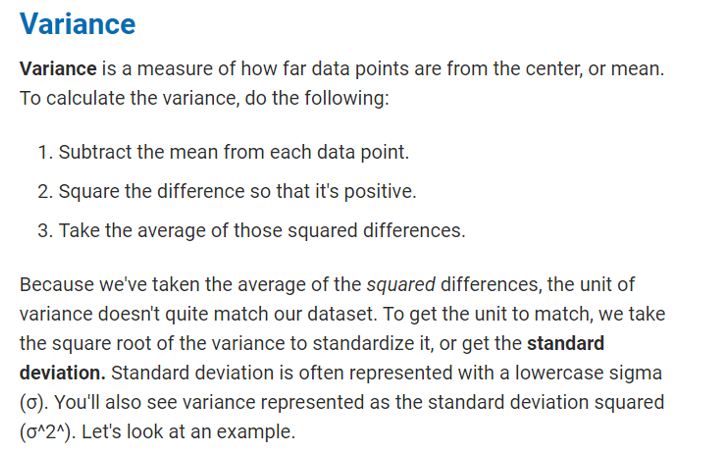 Variance
Variance is a measure of how far data points are from the center, or mean.
To calculate the variance, do the following:
1. Subtract the mean from each data point.
2. Square the difference so that it's positive.
3. Take the average of those squared differences.
Because we've taken the average of the squared differences, the unit of
variance doesn't quite match our dataset. To get the unit to match, we take
the square root of the variance to standardize it, or get the standard
deviation. Standard deviation is often represented with a lowercase sigma
(σ). You'll also see variance represented as the standard deviation squared
(σ^2^). Let's look at an example.